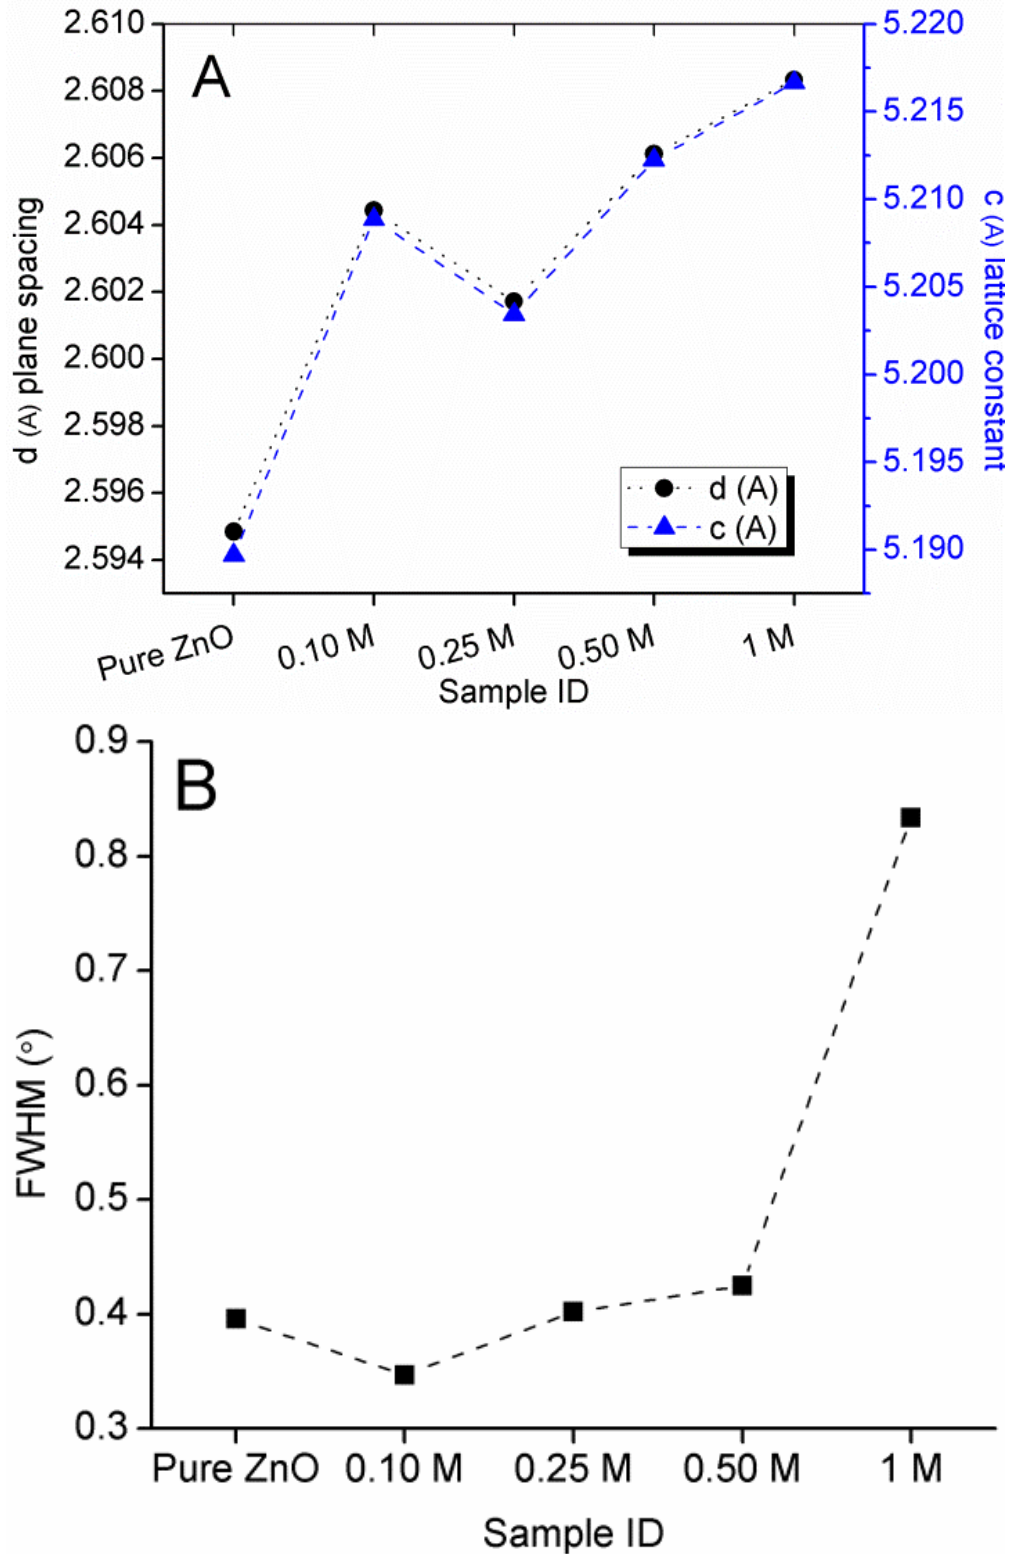 A
2.610
2.608
2.606
2.604
2.602
2.600
2.598
2.596
2.594
d (A) plane spacing
5.220
5.215
5.210
5.205
5.200
5.195
5.190
c (A) lattice constant
d (A)
c (A)
Pure ZnO 0.10 M 0.25 M 0.50 M 1 M
Sample ID
B
0.9
0.8
0.7
0.6
0.5
0.4
0.3
FWHM (°)
Pure ZnO 0.10 M 0.25 M 0.50 M 1 M
Sample ID